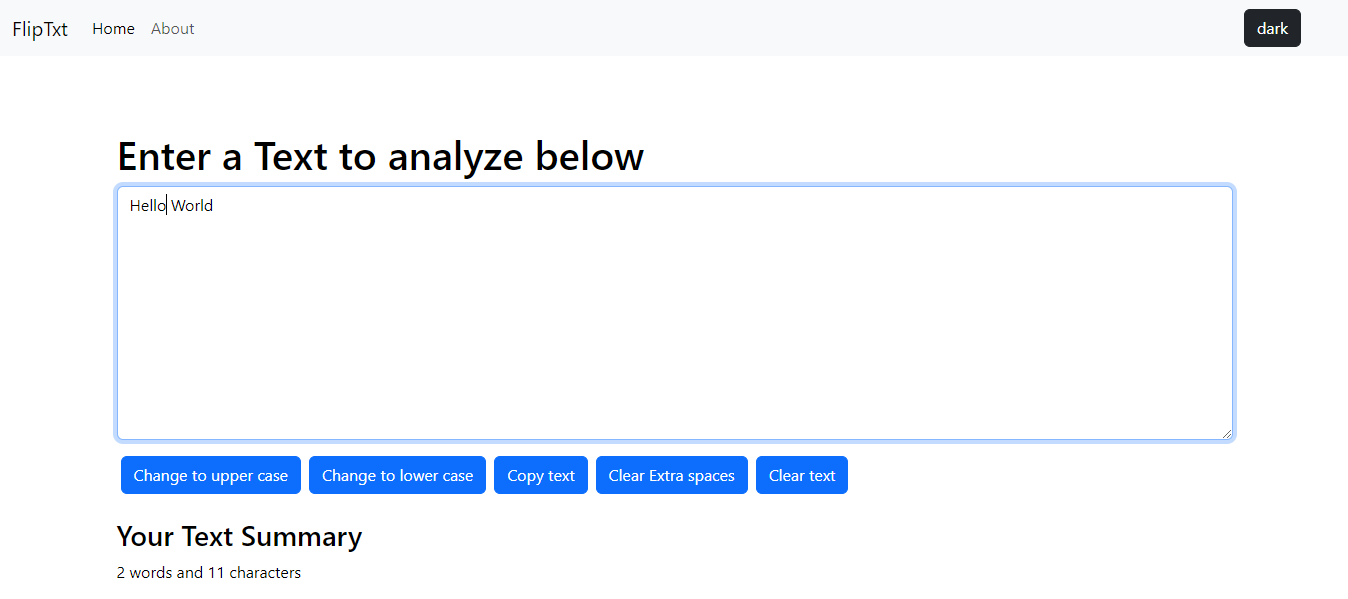 FlipTxt Home About dark
Enter a Text to analyze below
Hello World
Change to upper case Change to lower case Copy text Clear Extra spaces Clear text
Your Text Summary
2 words and 11 characters